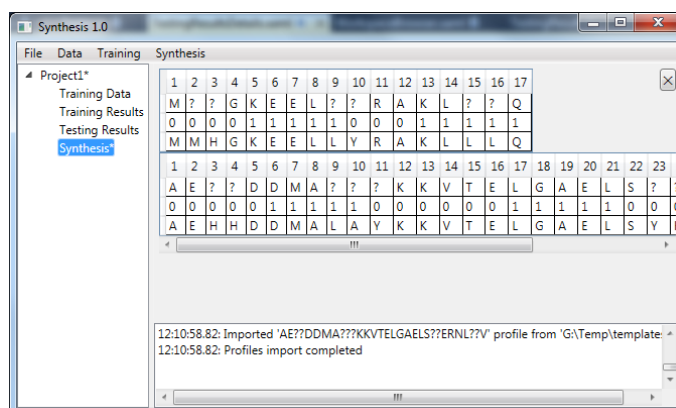 Synthesis 1.0
File Data Training Synthesis
Project1*
Training Data
Training Results
Testing Results
Synthesis*
1 2 3 4 5 6 7 8 9 10 11 12 13 14 15 16 17
M ? ? G K E E L ? ? R A K L ? ? Q
0 0 0 0 1 1 1 1 1 0 0 0 1 1 1 1 1
M M H G K E E L L Y R A K L L L Q
1 2 3 4 5 6 7 8 9 10 11 12 13 14 15 16 17 18 19 20 21 22 23
A E ? ? D D M A ? ? ? K K V T E L G A E L S ? ?
0 0 0 0 0 1 1 1 1 0 0 0 0 0 0 0 1 1 1 1 1 0 0 0
A E H H D D M A L A Y K K V T E L G A E L S Y
12:10:58.82: Imported 'AE??DDMA???KKVTELGAELS??ERNL??V' profile from 'G:\Temp\template
12:10:58.82: Profiles import completed